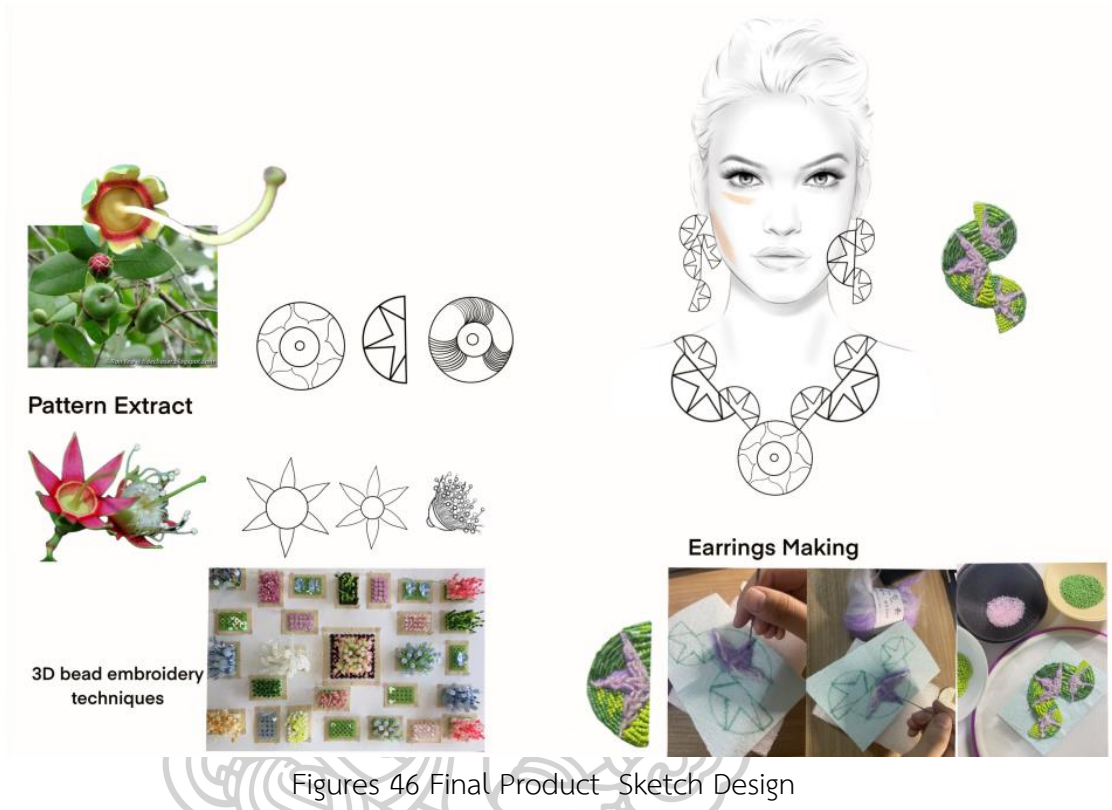 Pattern Extract
3D bead embroidery
techniques
Earrings Making
Figures 46 Final Product  Sketch Design